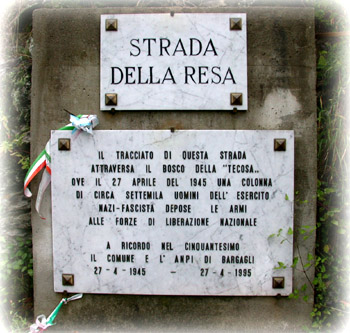 STRADA
DELLA RESA
IL TRACCIATO DI QUESTA STRADA
ATTRAVERSA IL BOSCO DELLA "TECOSA„
OVE IL 27 APRILE DEL 1945 UNA COLONNA
DI CIRCA SETTEMILA UOMINI DELL' ESERCITO
NAZI-FASCISTA DEPOSE LE ARMI
ALLE FORZE DI LIBERAZIONE NAZIONALE
A RICORDO NEL CINQUANTESIMO
IL COMUNE E L' ANPI DI BARGAGLI
27-4-1945 – 27-4-1995